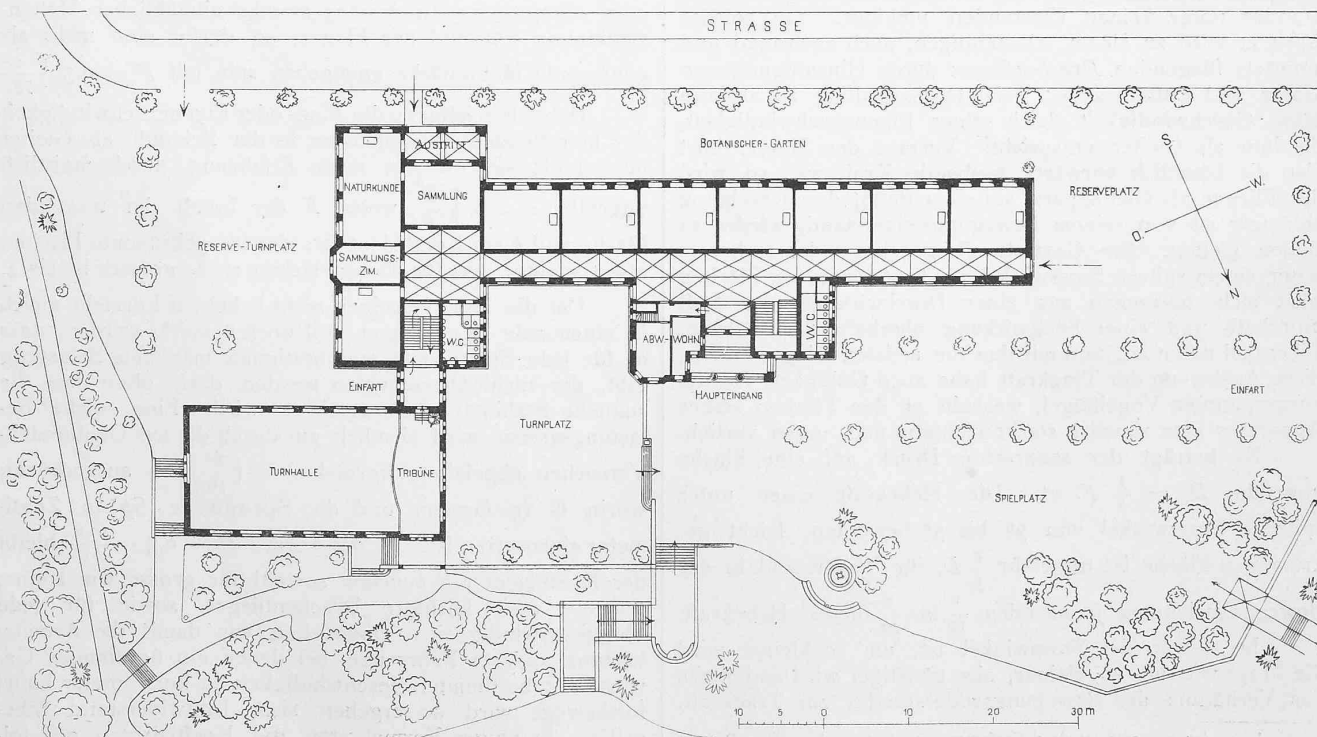 STRASSE
BOTANISCHER-GARTEN
AUSTRITT
NATURKUNDE
SAMMLUNG
RESERVEPLATZ
S
W
O
N
RESERVE-TURNPLATZ
SAMMLUNGS-
ZIM.
W.C.
ABW-WOHN.
W.C.
EINFART
HAUPTEINGANG
EINFART
TURNPLATZ
TURNHALLE
TRIBÜNE
SPIELPLATZ
10 5 0 10 20 30 m